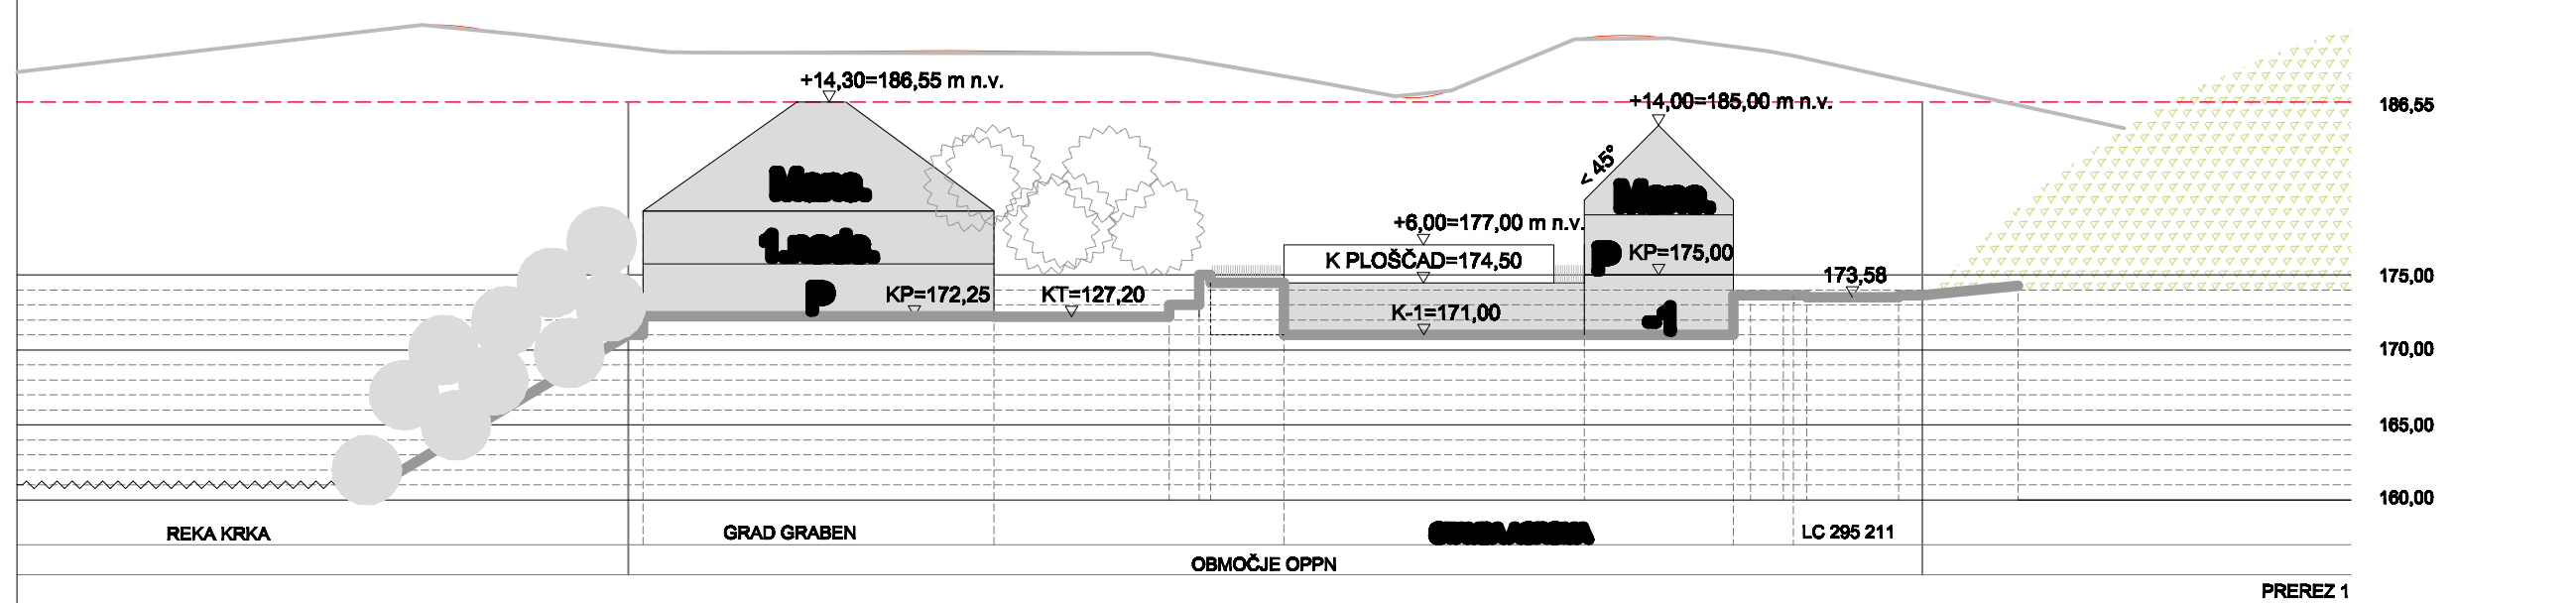 +14,30=186,55 m n.v.
+14,00=185,00 m n.v.
186,55
< 45°
+6,00=177,00 m n.v.
P
KP=175,00
K PLOŠČAD=174,50
175,00
173,58
P
KP=172,25
KT=127,20
K-1=171,00
-1
170,00
165,00
160,00
REKA KRKA
GRAD GRABEN
LC 295 211
OBMOČJE OPPN
PREREZ 1